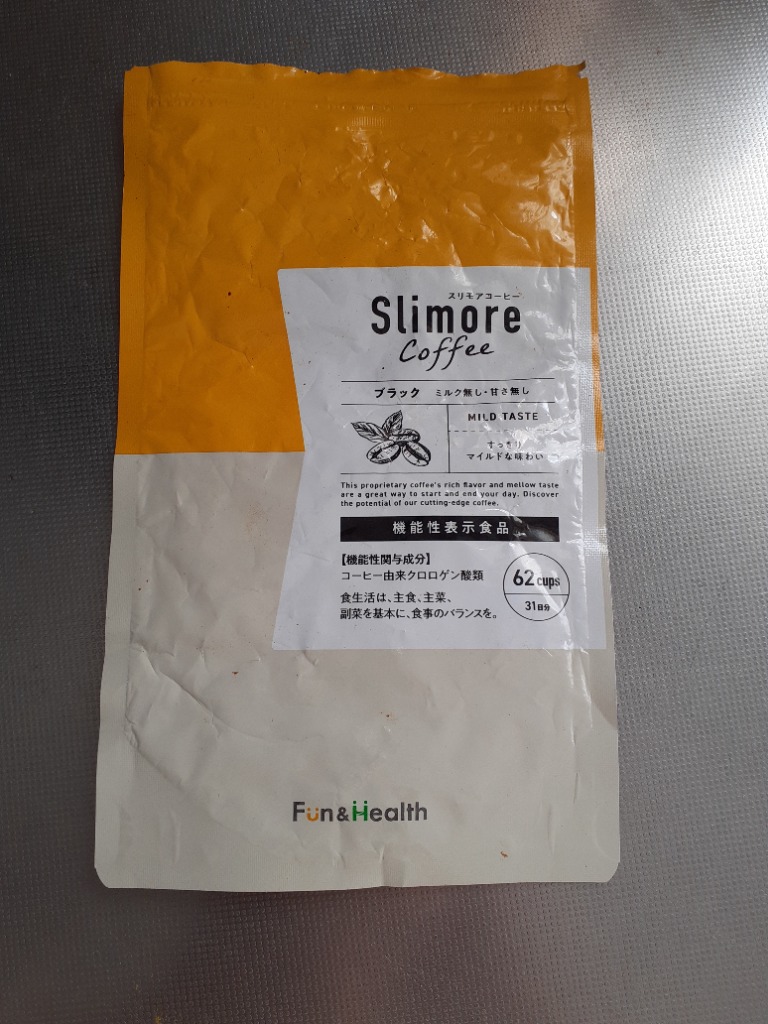 スリモアコーヒー
Slimore
Coffee
ブラック ミルク無し・甘さ無し
MILD TASTE
すっきり
マイルドな味わい
This proprietary coffee's rich flavor and mellow taste
are a great way to start and end your day. Discover
the potential of our cutting-edge coffee.
機能性表示食品
【機能性関与成分】
コーヒー由来クロロゲン酸類
食生活は、主食、主菜、
副菜を基本に、食事のバランスを。
62 cups
31日分
Fun&Health